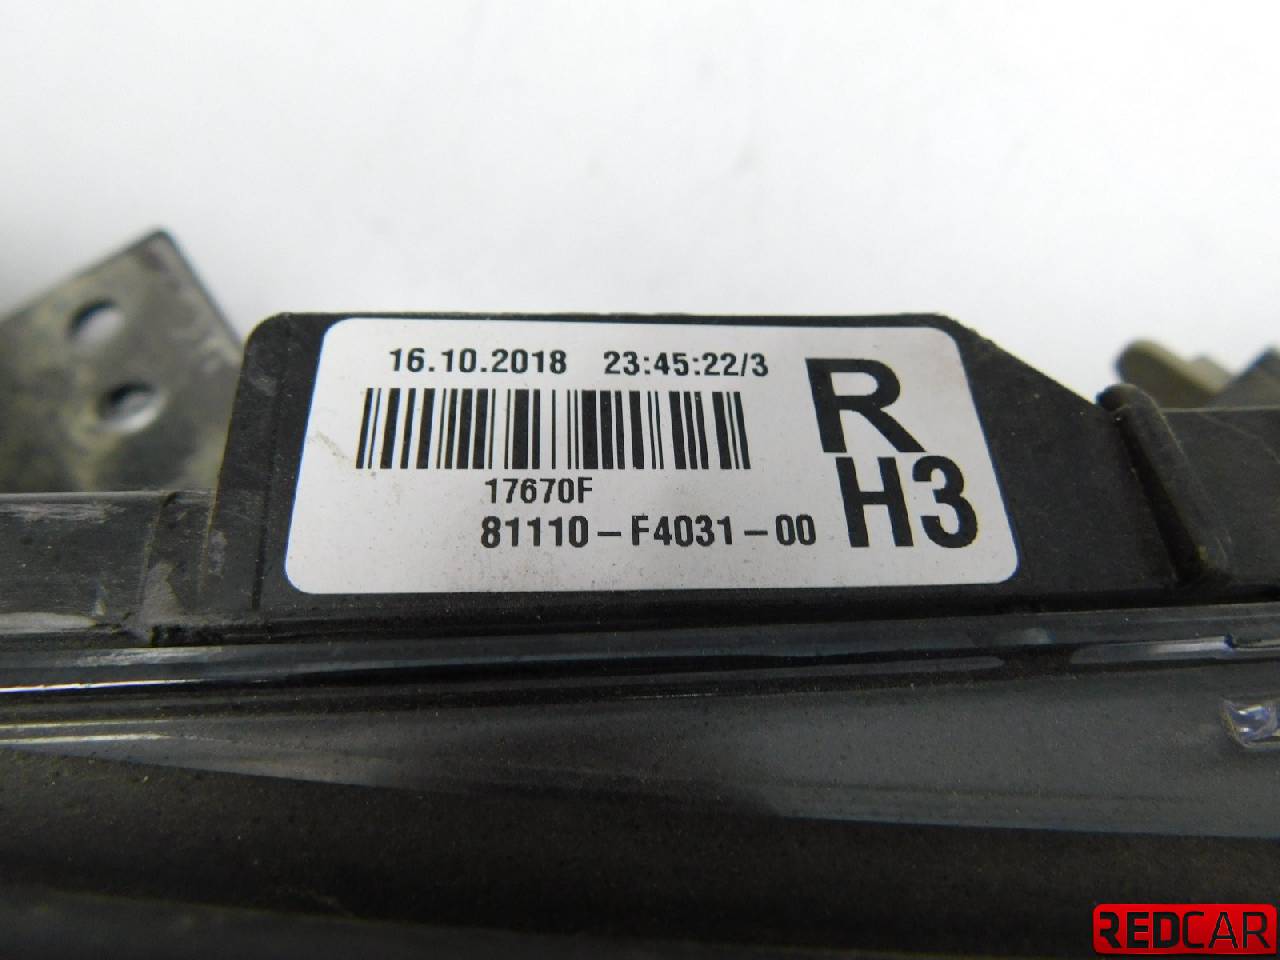 16.10.2018 23:45:22/3
R
H3
17670F
81110-F4031-00
REDCAR